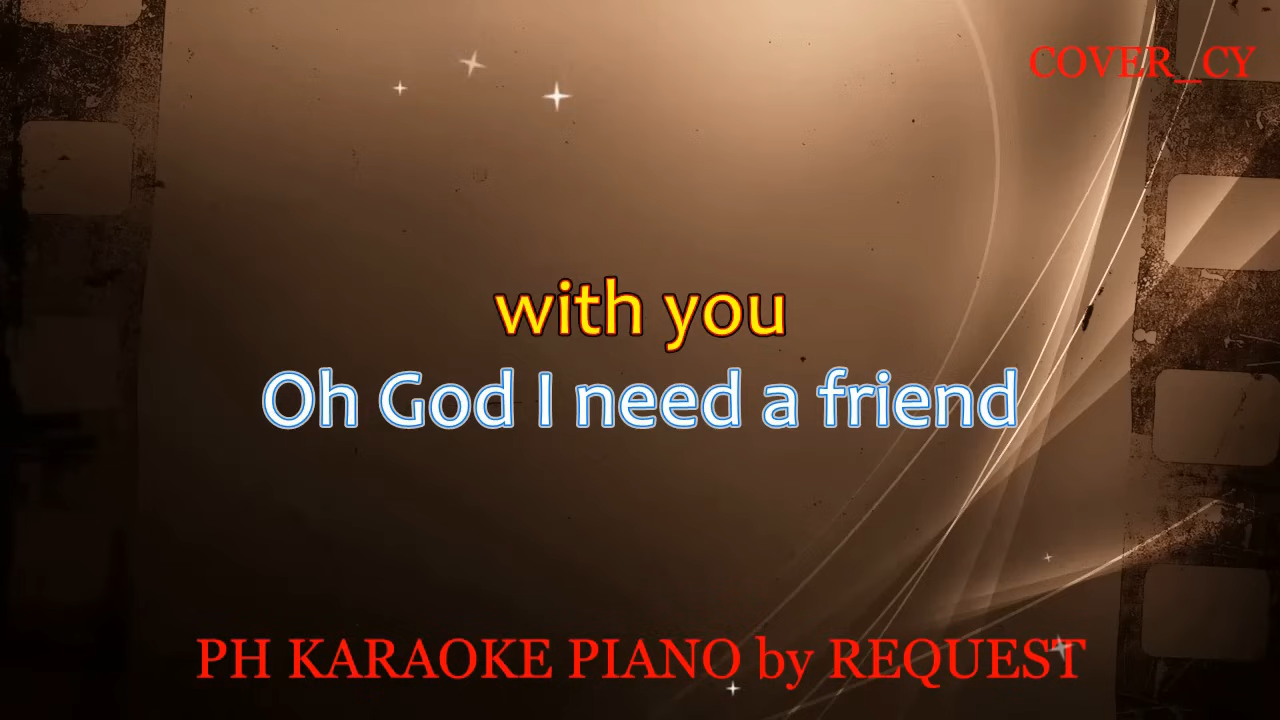 COVER_CY
with you
Oh God I need a friend
PH KARAOKE PIANO by REQUEST